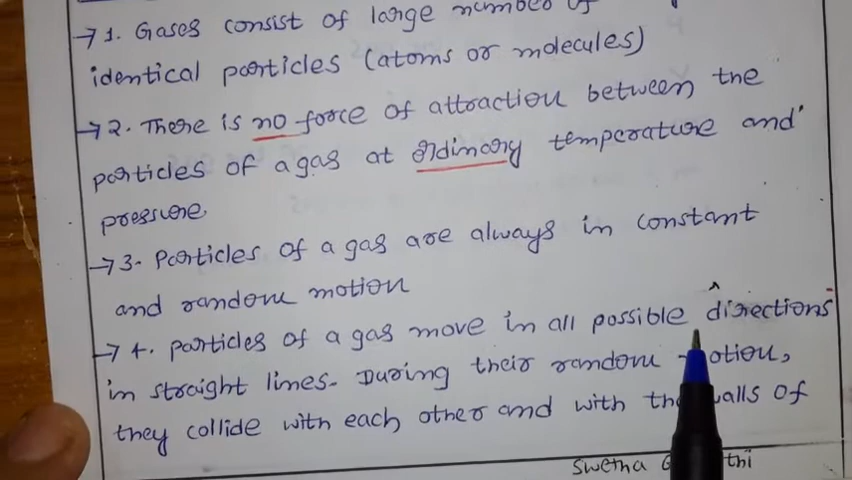 → 1. Gases consist of large number of
identical particles (atoms or molecules)
→ 2. There is no force of attraction between the
particles of a gas at ordinary temperature and
pressure.
→ 3. Particles of a gas are always in constant
and random motion
→ 4. particles of a gas move in all possible directions
in straight lines. During their random motion,
they collide with each other and with the walls of
Swetha